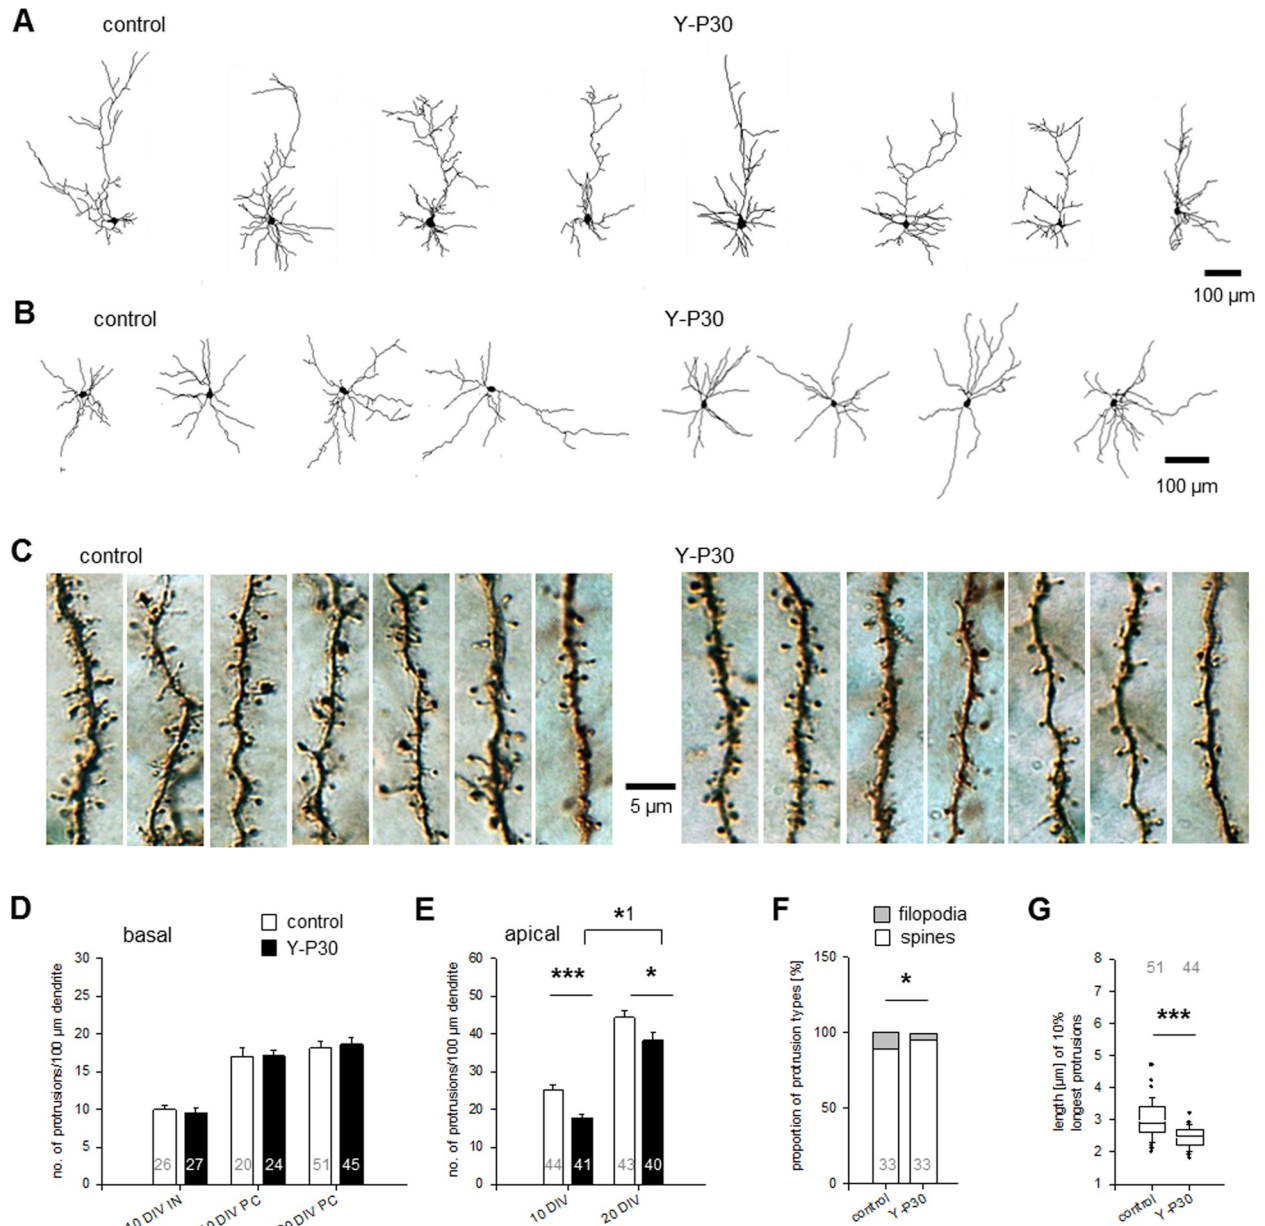 A
control
Y-P30
100 µm
B
control
Y-P30
100 µm
C
control
Y-P30
5 µm
D
basal
control
Y-P30
no. of protrusions/100 µm dendrite
30
25
20
15
10
5
0
26
27
20
24
51
45
10 DIV IN
DIV PC
DIV PC
E
apical
*1
***
*
no. of protrusions/100 µm dendrite
60
50
40
30
20
10
0
44
41
43
40
10 DIV
20 DIV
F
filopodia
spines
*
proportion of protrusion types [%]
150
100
50
0
33
33
control
Y-P30
G
51
44
***
length [µm] of 10%
longest protrusions
8
7
6
5
4
3
2
1
control
Y-P30